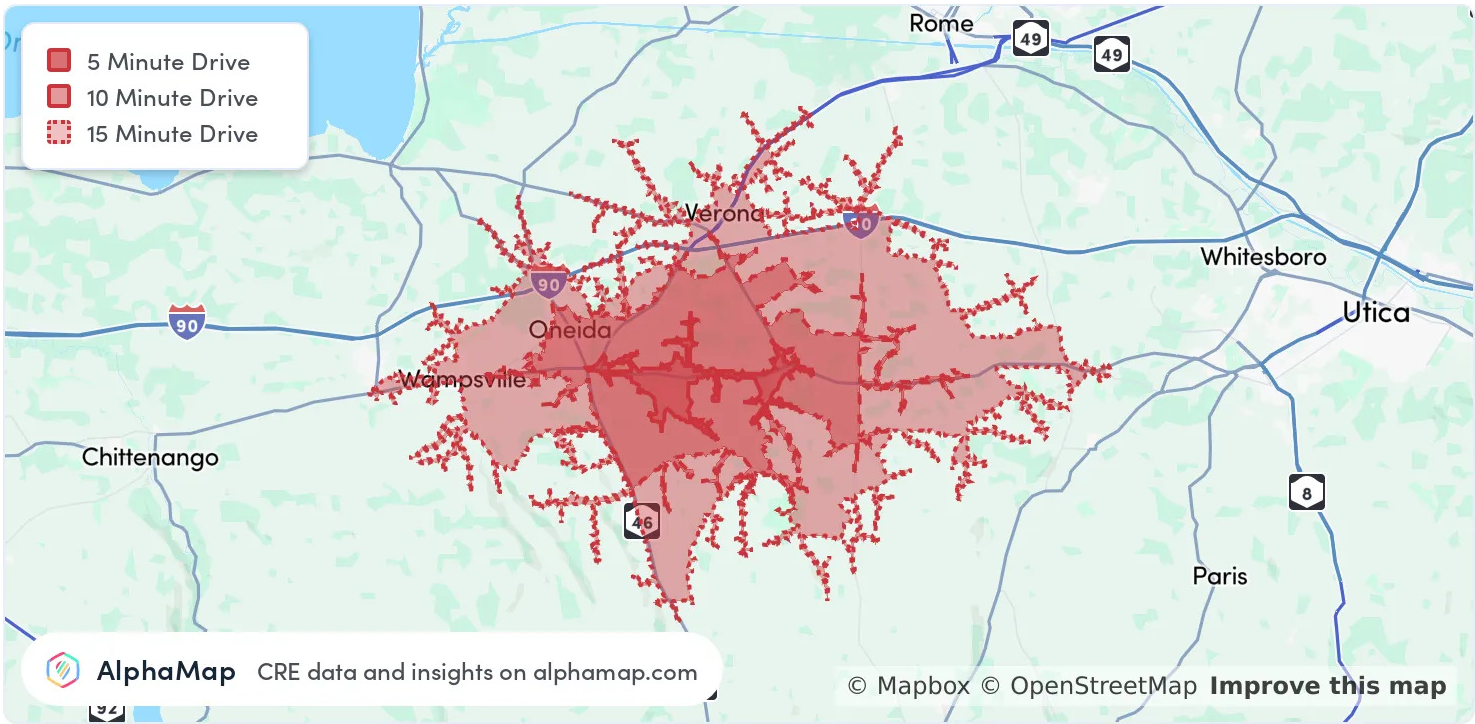 5 Minute Drive
10 Minute Drive
15 Minute Drive
Rome
49
49
Verona
90
Whitesboro
90
Utica
90
Oneida
Wampsville
Chittenango
46
8
Paris
AlphaMap CRE data and insights on alphamap.com
© Mapbox © OpenStreetMap Improve this map
92